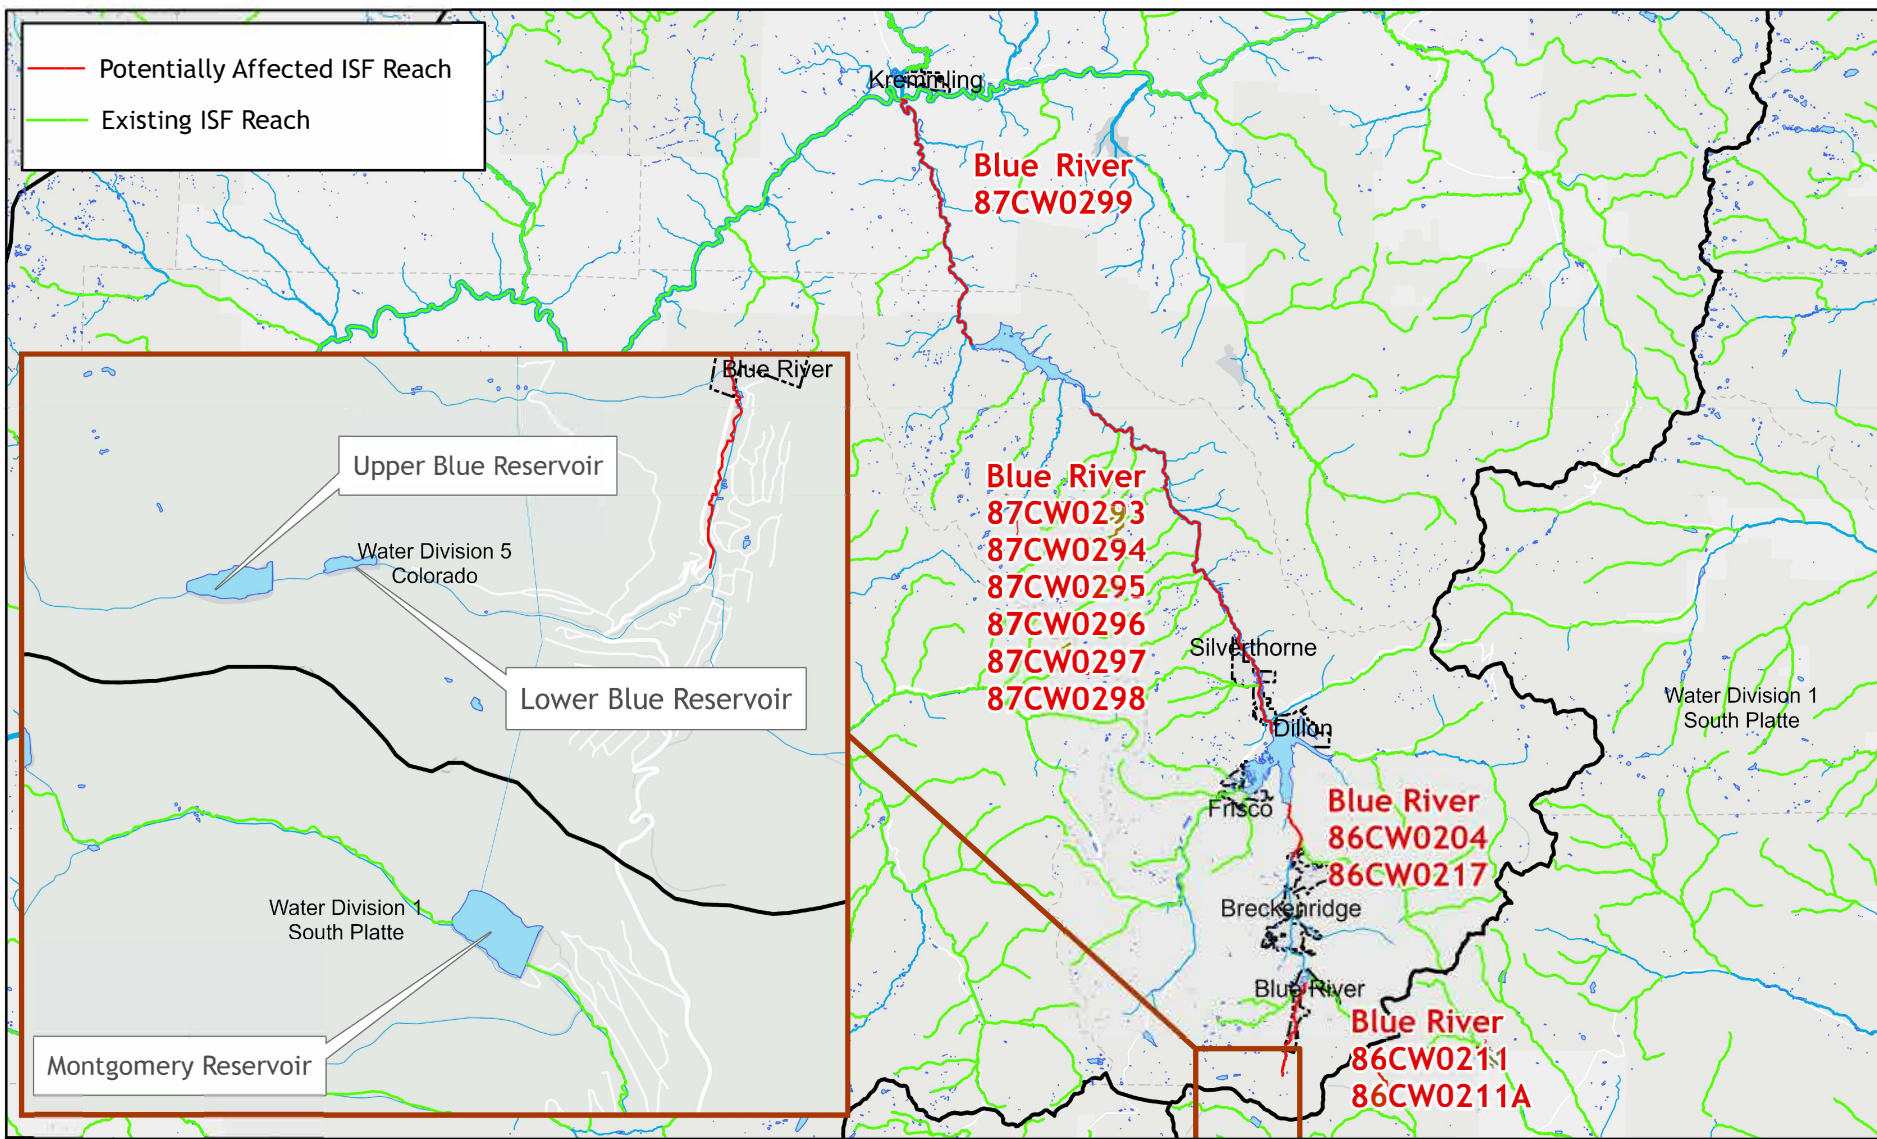 Potentially Affected ISF Reach
Existing ISF Reach
Kremmling
Blue River
87CW0299
Blue River
87CW0293
87CW0294
87CW0295
87CW0296
87CW0297
87CW0298
Silverthorne
Dillon
Frisco
Water Division 1
South Platte
Blue River
86CW0204
86CW0217
Breckenridge
Blue River
Blue River
86CW0211
86CW0211A
Blue River
Upper Blue Reservoir
Water Division 5
Colorado
Lower Blue Reservoir
Water Division 1
South Platte
Montgomery Reservoir